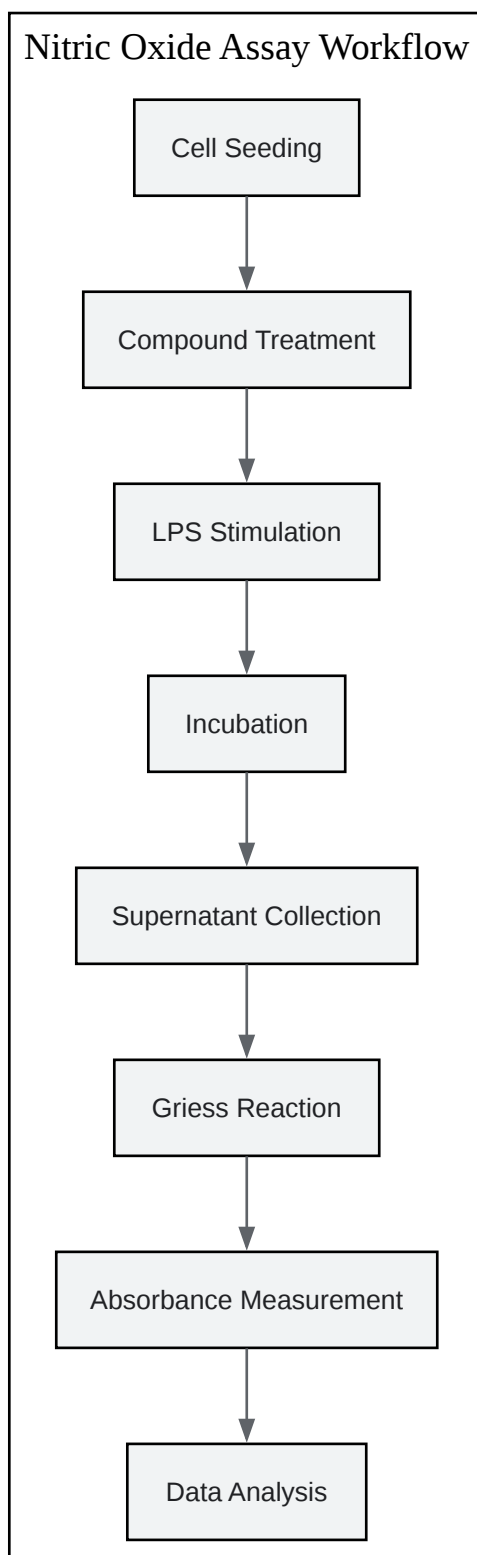 Nitric Oxide Assay Workflow
Cell Seeding
Compound Treatment
LPS Stimulation
Incubation
Supernatant Collection
Griess Reaction
Absorbance Measurement
Data Analysis